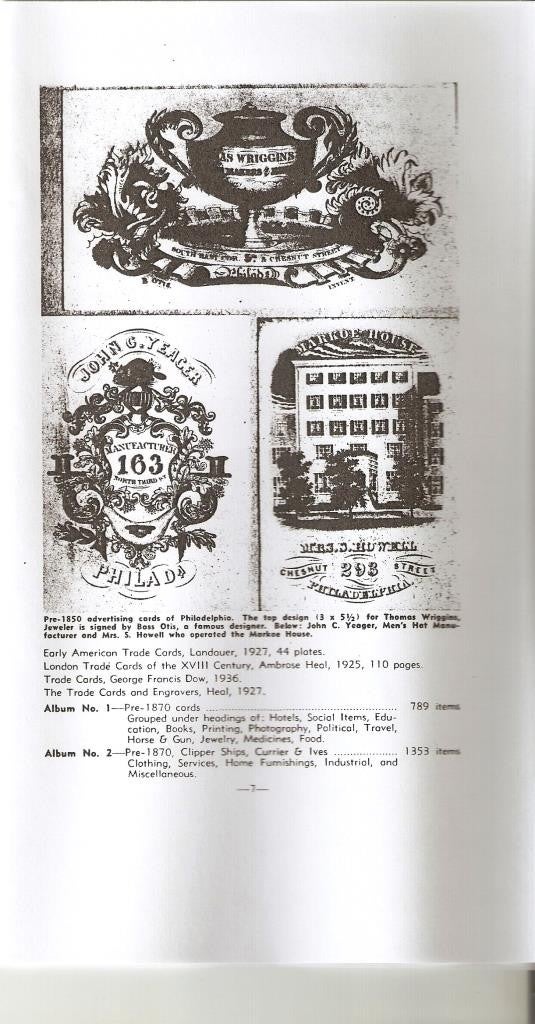 AS WRIGGINS
MAKERS &
SOUTH EAST COR. 5th & CHESNUT STREET
Philada
B OTIS INVENT
JOHN C. YEAGER
MANUFACTURER
163
NORTH THIRD ST
PHILADA
MARKOE HOUSE
MRS. S. HOWELL
CHESNUT 293 STREET
PHILADELPHIA
Pre-1850 advertising cards of Philadelphia. The top design (3 x 5½) for Thomas Wriggins,
Jeweler is signed by Bass Otis, a famous designer. Below: John C. Yeager, Men's Hat Manu-
facturer and Mrs. S. Howell who operated the Markoe House.
Early American Trade Cards, Landauer, 1927, 44 plates.
London Trade Cards of the XVIII Century, Ambrose Heal, 1925, 110 pages.
Trade Cards, George Francis Dow, 1936.
The Trade Cards and Engravers, Heal, 1927.
Album No. 1—Pre-1870 cards ........................................ 789 items
Grouped under headings of: Hotels, Social Items, Edu-
cation, Books, Printing, Photography, Political, Travel,
Horse & Gun, Jewelry, Medicines, Food.
Album No. 2—Pre-1870, Clipper Ships, Currier & Ives ................ 1353 items
Clothing, Services, Home Furnishings, Industrial, and
Miscellaneous.
—7—